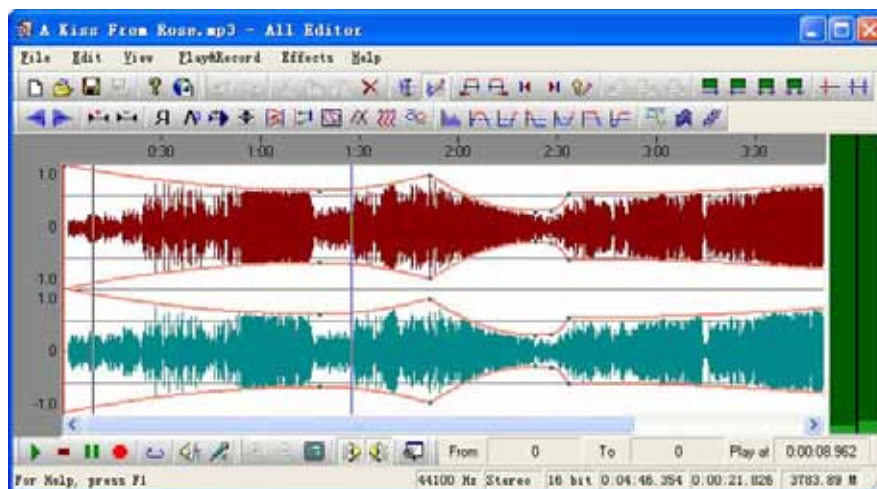 A Kiss From Rose.mp3 - All Editor
File Edit View Play&Record Effects Help
0:30 1:00 1:30 2:00 2:30 3:00 3:30
1.0
0
-1.0
1.0
0
-1.0
From 0 To 0 Play at 0:00:08.962
For Help, press F1 44100 Hz Stereo 16 bit 0:04:46.354 0:00:21.826 3783.89 M